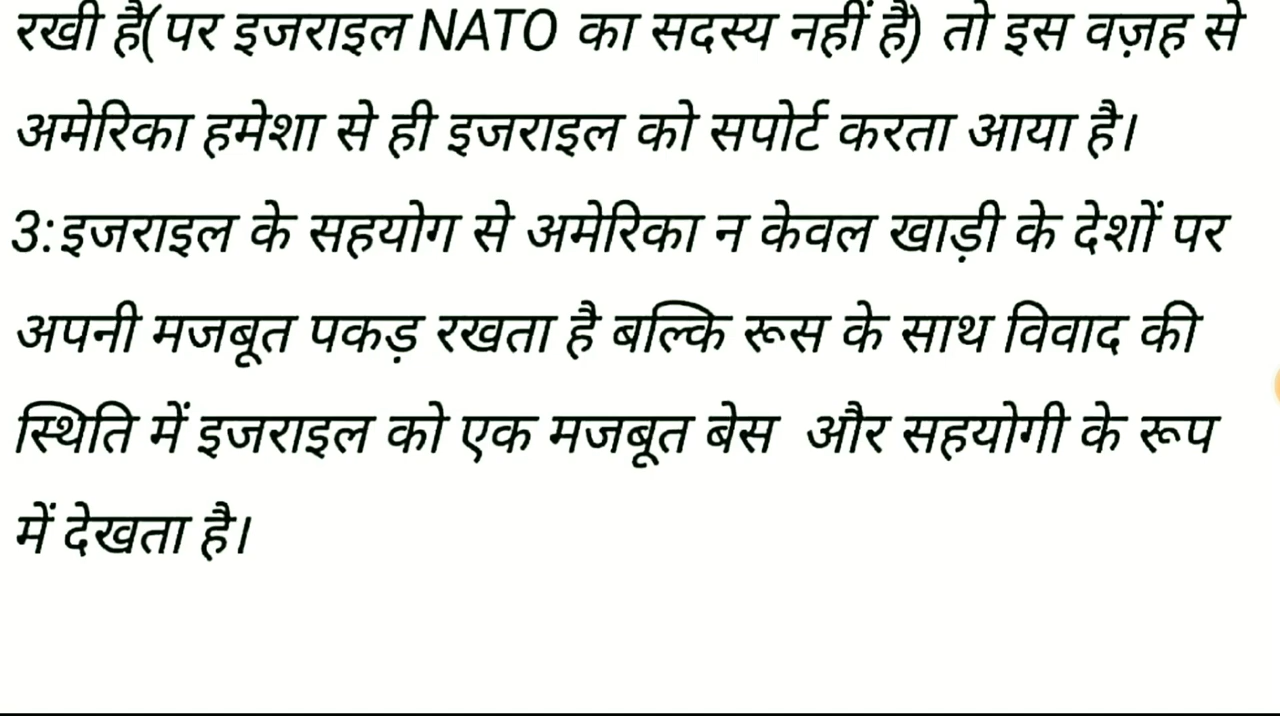 रखी है(पर इजराइल NATO का सदस्य नहीं है) तो इस वज़ह से
अमेरिका हमेशा से ही इजराइल को सपोर्ट करता आया है।
3:इजराइल के सहयोग से अमेरिका न केवल खाड़ी के देशों पर
अपनी मजबूत पकड़ रखता है बल्कि रूस के साथ विवाद की
स्थिति में इजराइल को एक मजबूत बेस और सहयोगी के रूप
में देखता है।